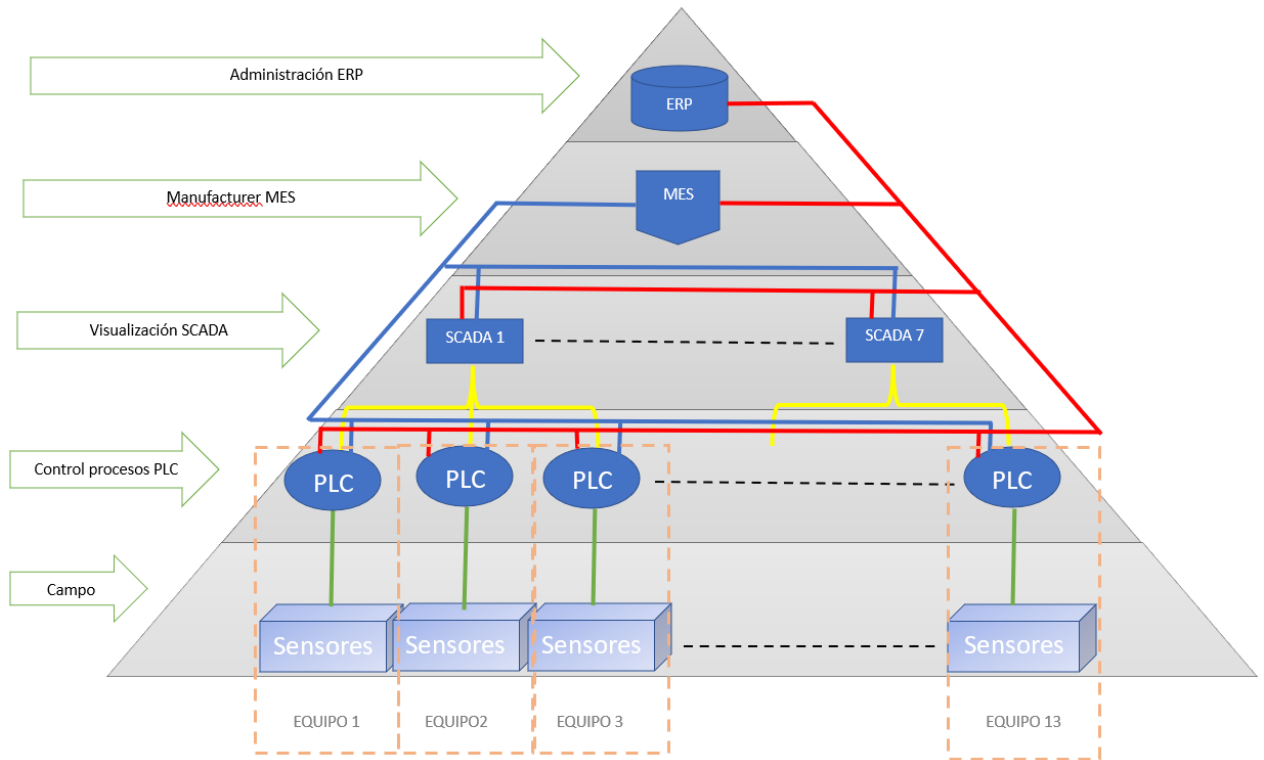 Administración ERP
ERP
Manufacturer MES
MES
Visualización SCADA
SCADA 1
SCADA 7
Control procesos PLC
PLC
PLC
PLC
PLC
Campo
Sensores
Sensores
Sensores
Sensores
EQUIPO 1
EQUIPO2
EQUIPO 3
EQUIPO 13